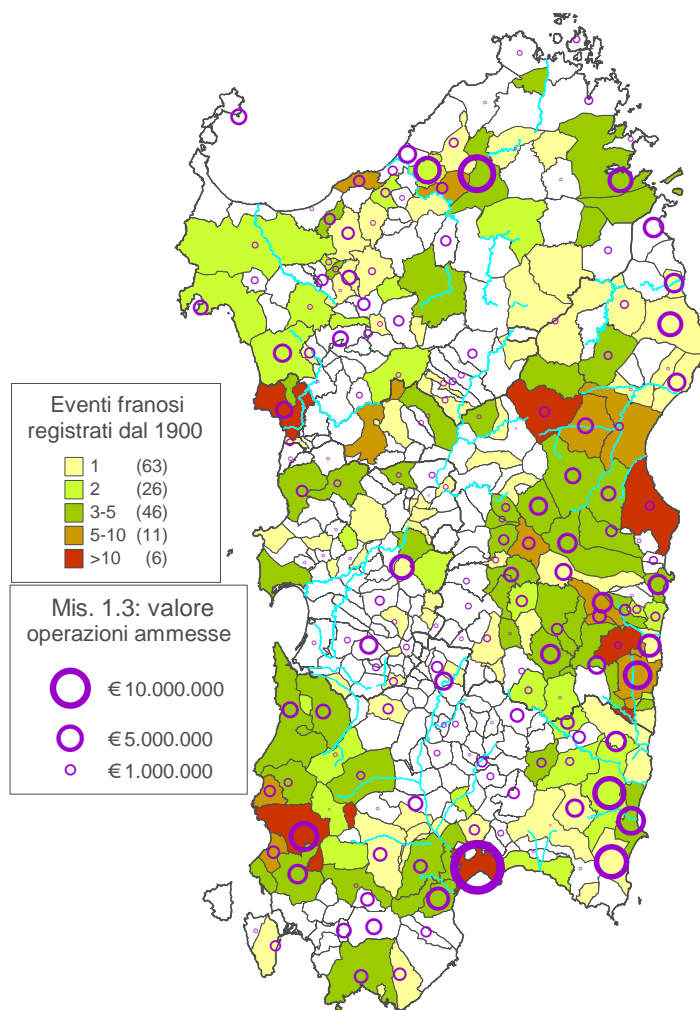 Eventi franosi
registrati dal 1900
1 (63)
2 (26)
3-5 (46)
5-10 (11)
>10 (6)
Mis. 1.3: valore
operazioni ammesse
€ 10.000.000
€ 5.000.000
€ 1.000.000